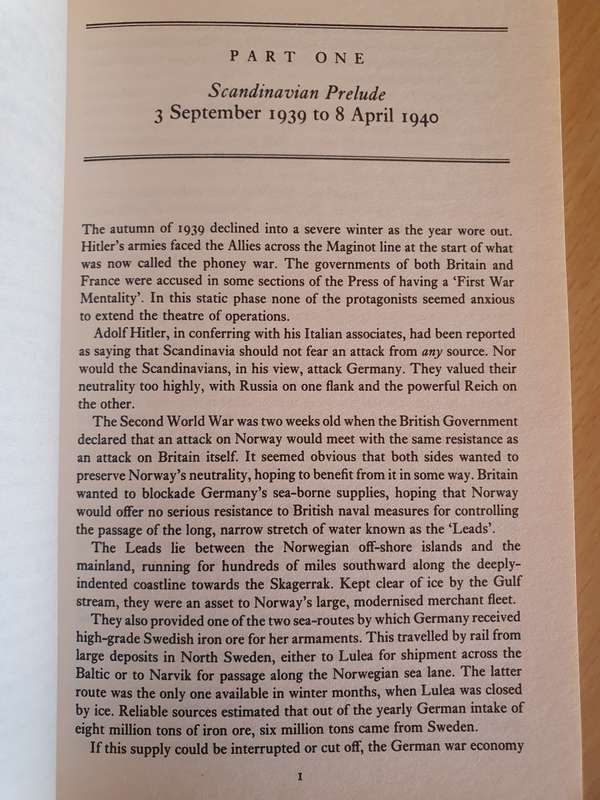 PART ONE
Scandinavian Prelude
3 September 1939 to 8 April 1940
The autumn of 1939 declined into a severe winter as the year wore out.
Hitler's armies faced the Allies across the Maginot line at the start of what
was now called the phoney war. The governments of both Britain and
France were accused in some sections of the Press of having a 'First War
Mentality'. In this static phase none of the protagonists seemed anxious
to extend the theatre of operations.
Adolf Hitler, in conferring with his Italian associates, had been reported
as saying that Scandinavia should not fear an attack from any source. Nor
would the Scandinavians, in his view, attack Germany. They valued their
neutrality too highly, with Russia on one flank and the powerful Reich on
the other.
The Second World War was two weeks old when the British Government
declared that an attack on Norway would meet with the same resistance as
an attack on Britain itself. It seemed obvious that both sides wanted to
preserve Norway's neutrality, hoping to benefit from it in some way. Britain
wanted to blockade Germany's sea-borne supplies, hoping that Norway
would offer no serious resistance to British naval measures for controlling
the passage of the long, narrow stretch of water known as the 'Leads'.
The Leads lie between the Norwegian off-shore islands and the
mainland, running for hundreds of miles southward along the deeply-
indented coastline towards the Skagerrak. Kept clear of ice by the Gulf
stream, they were an asset to Norway's large, modernised merchant fleet.
They also provided one of the two sea-routes by which Germany received
high-grade Swedish iron ore for her armaments. This travelled by rail from
large deposits in North Sweden, either to Lulea for shipment across the
Baltic or to Narvik for passage along the Norwegian sea lane. The latter
route was the only one available in winter months, when Lulea was closed
by ice. Reliable sources estimated that out of the yearly German intake of
eight million tons of iron ore, six million tons came from Sweden.
If this supply could be interrupted or cut off, the German war economy
1